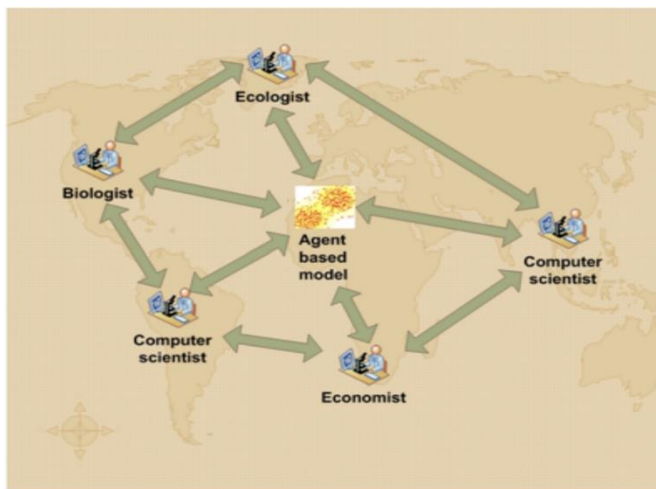 Ecologist
Biologist
Agent
based
model
Computer
scientist
Computer
scientist
Economist